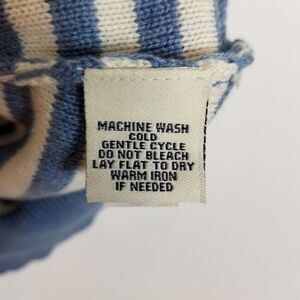 MACHINE WASH
COLD
GENTLE CYCLE
DO NOT BLEACH
LAY FLAT TO DRY
WARM IRON
IF NEEDED